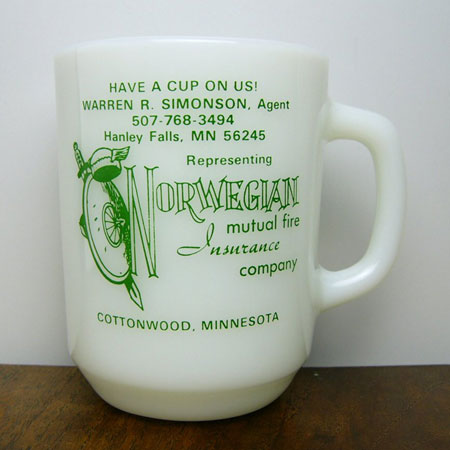 HAVE A CUP ON US!
WARREN R. SIMONSON, Agent
507-768-3494
Hanley Falls, MN 56245
Representing
NORWEGIAN
mutual fire
Insurance
company
COTTONWOOD, MINNESOTA